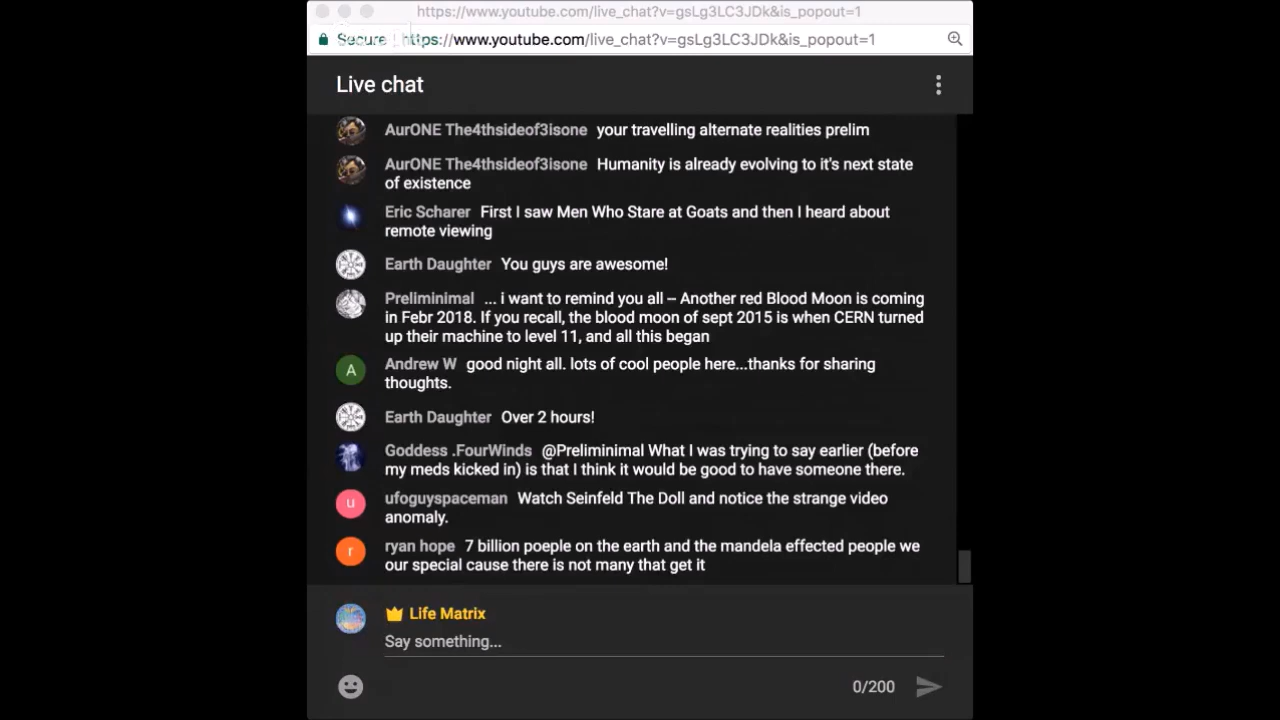 https://www.youtube.com/live_chat?v=gsLg3LC3JDk&is_popout=1
Secure https://www.youtube.com/live_chat?v=gsLg3LC3JDk&is_popout=1
Live chat
AurONE The4thsideof3isone your travelling alternate realities prelim
AurONE The4thsideof3isone Humanity is already evolving to it's next state
of existence
Eric Scharer First I saw Men Who Stare at Goats and then I heard about
remote viewing
Earth Daughter You guys are awesome!
Preliminimal ... i want to remind you all – Another red Blood Moon is coming
in Febr 2018. If you recall, the blood moon of sept 2015 is when CERN turned
up their machine to level 11, and all this began
A
Andrew W good night all. lots of cool people here...thanks for sharing
thoughts.
Earth Daughter Over 2 hours!
Goddess .FourWinds @Preliminimal What I was trying to say earlier (before
my meds kicked in) is that I think it would be good to have someone there.
u
ufoguyspaceman Watch Seinfeld The Doll and notice the strange video
anomaly.
r
ryan hope 7 billion poeple on the earth and the mandela effected people we
our special cause there is not many that get it
Life Matrix
Say something...
0/200